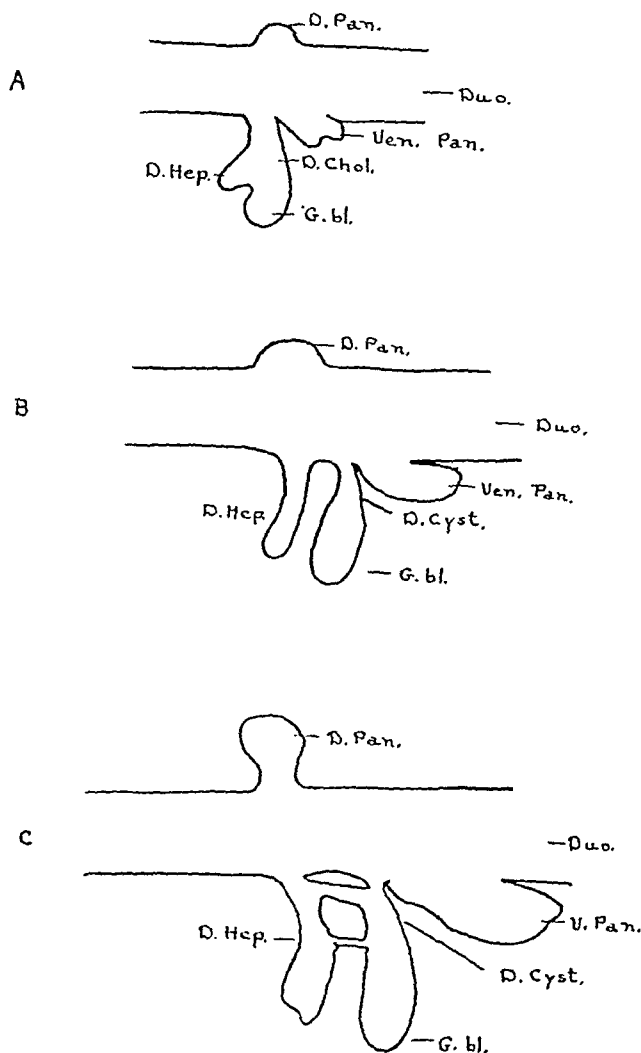 D. Pan.
A
Duo.
Ven. Pan.
D. Chol.
D. Hep.
G. bl.
D. Pan.
B
Duo.
Ven. Pan.
D. Hep
D. Cyst.
G. bl.
D. Pan.
C
Duo.
V. Pan.
D. Hep.
D. Cyst.
G. bl.